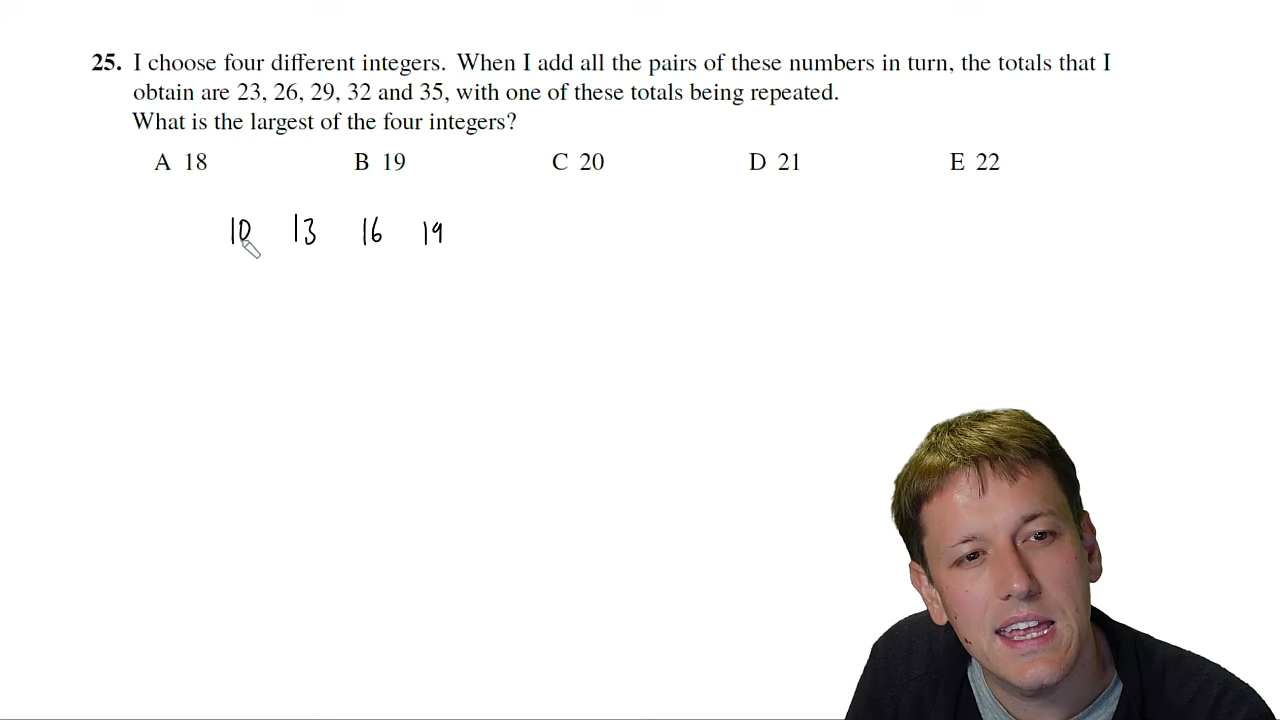 25. I choose four different integers. When I add all the pairs of these numbers in turn, the totals that I
obtain are 23, 26, 29, 32 and 35, with one of these totals being repeated.
What is the largest of the four integers?
A 18 B 19 C 20 D 21 E 22
10 13 16 19